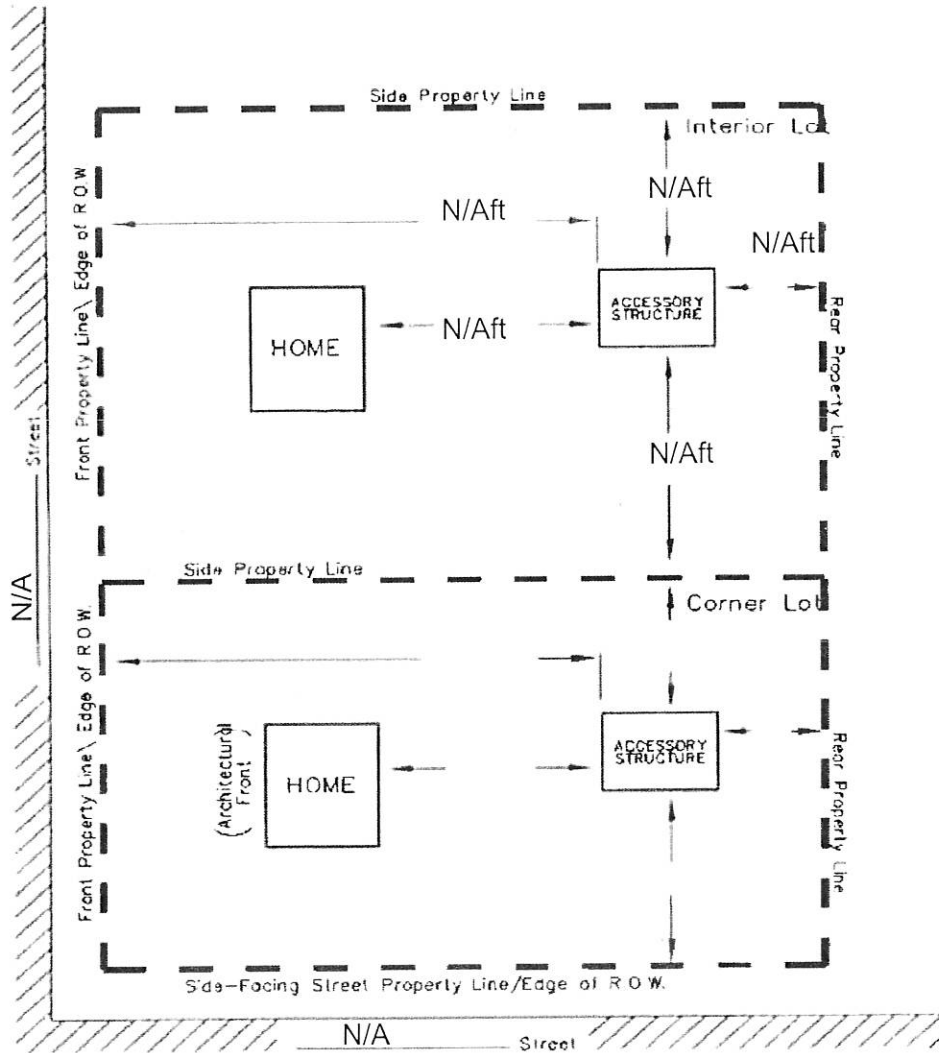 Side Property Line
Interior Lot
N/Aft
N/Aft
N/Aft
Front Property Line\ Edge of R O W
ACCESSORY
STRUCTURE
N/Aft
HOME
Rear Property Line
Street
N/Aft
N/A
Side Property Line
Corner Lot
Front Property Line\ Edge of R O W.
(Architectural
Front)
HOME
ACCESSORY
STRUCTURE
Rear Property Line
Side-Facing Street Property Line/Edge of R O W.
N/A
Street